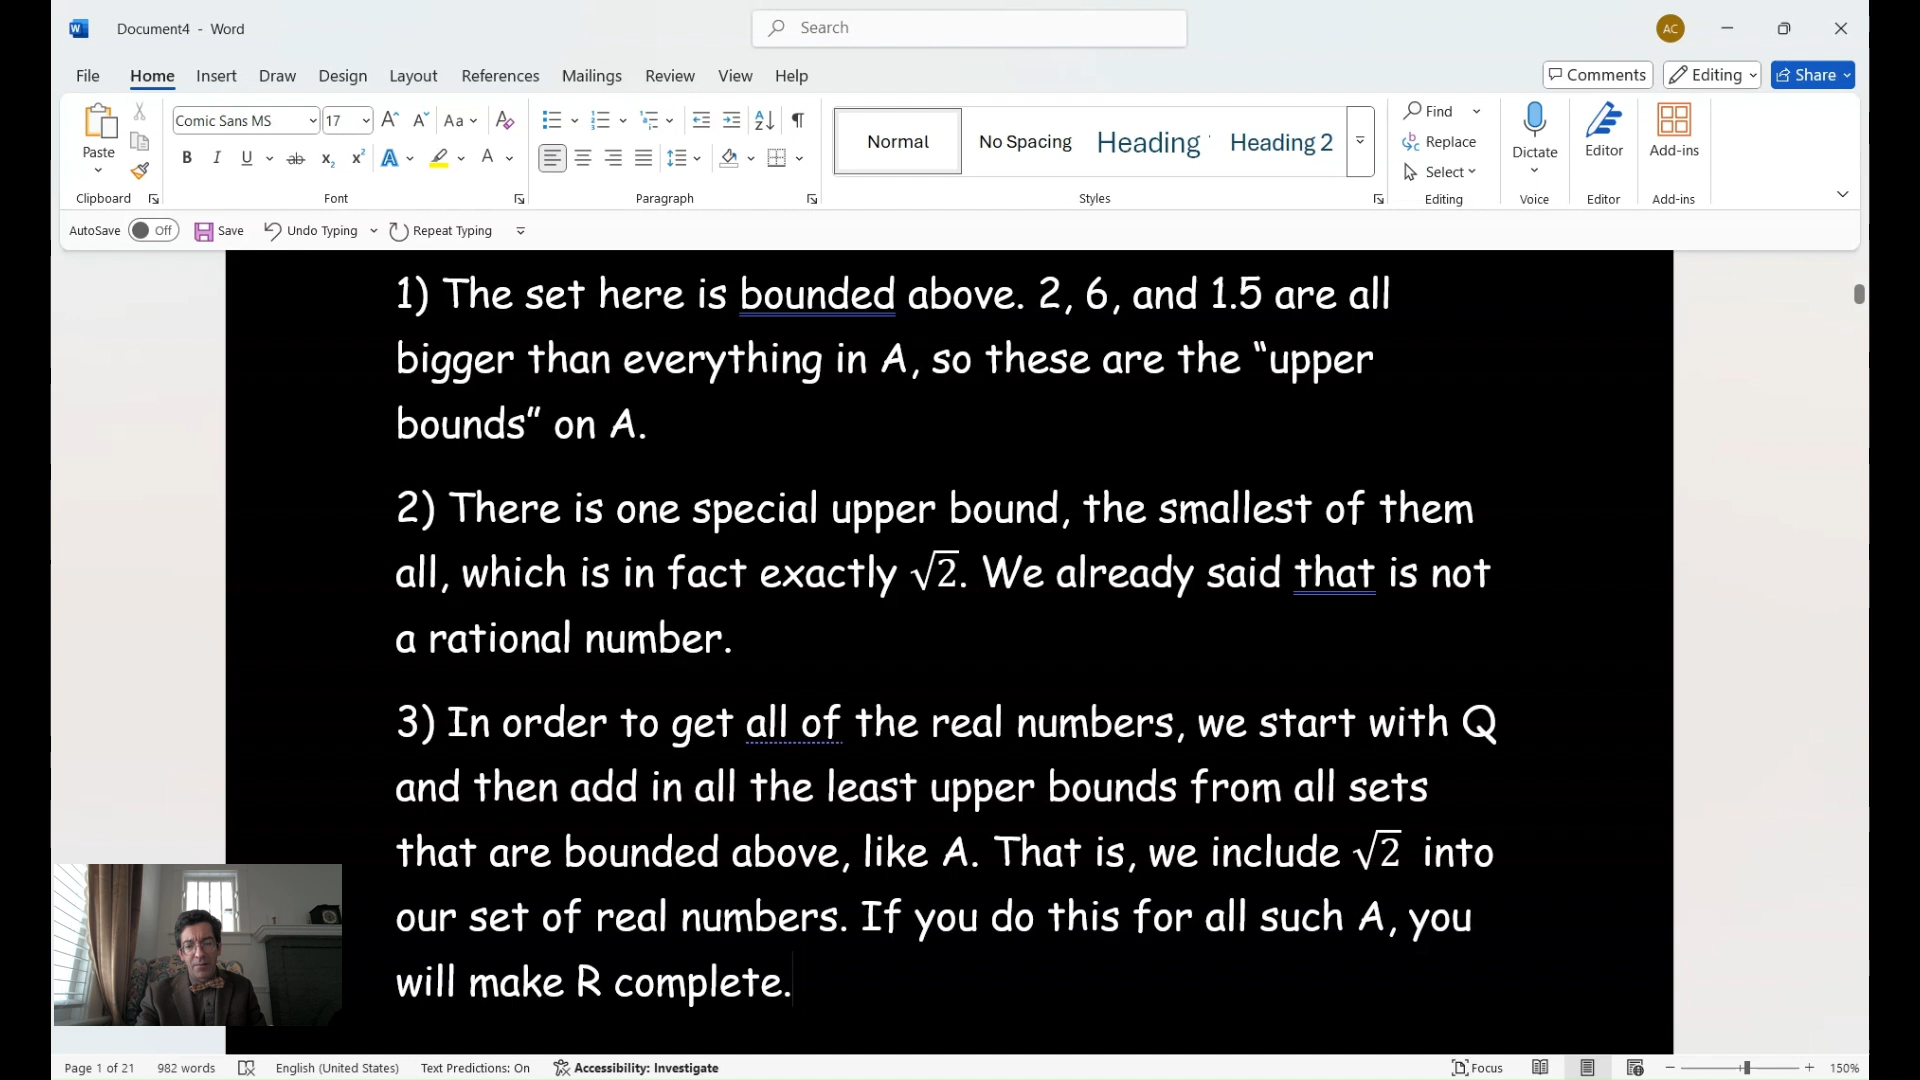 Document4 - Word
Search
AC
File Home Insert Draw Design Layout References Mailings Review View Help
Comments Editing Share
Paste
Clipboard
Comic Sans MS 17
Font
Paragraph
Normal No Spacing Heading Heading 2
Styles
Find
Replace
Select
Editing
Dictate
Voice
Editor
Editor
Add-ins
Add-ins
AutoSave Off Save Undo Typing Repeat Typing
1) The set here is bounded above. 2, 6, and 1.5 are all
bigger than everything in A, so these are the “upper
bounds” on A.
2) There is one special upper bound, the smallest of them
all, which is in fact exactly √2. We already said that is not
a rational number.
3) In order to get all of the real numbers, we start with Q
and then add in all the least upper bounds from all sets
that are bounded above, like A. That is, we include √2 into
our set of real numbers. If you do this for all such A, you
will make R complete.
Page 1 of 21 982 words English (United States) Text Predictions: On Accessibility: Investigate Focus 150%